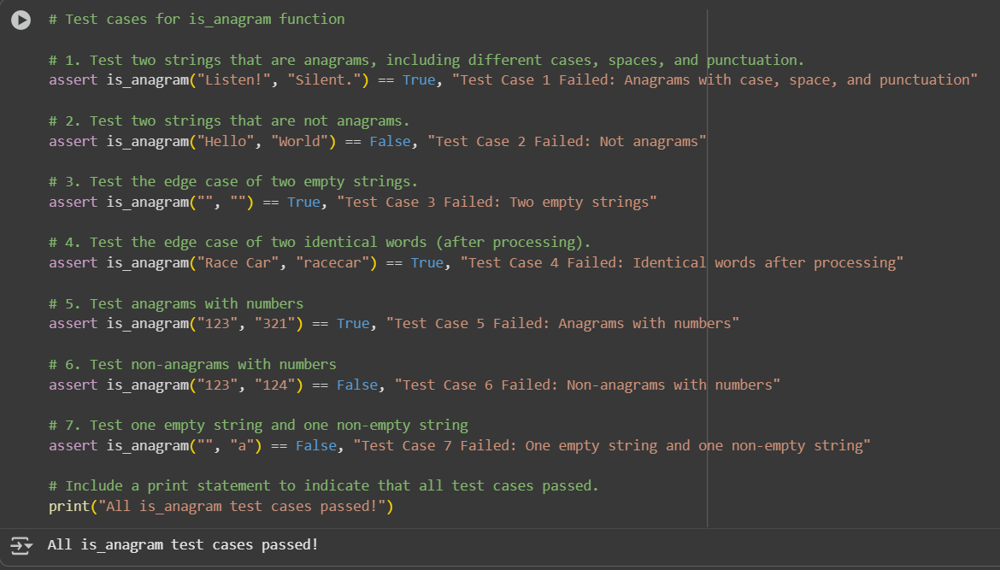 # Test cases for is_anagram function
# 1. Test two strings that are anagrams, including different cases, spaces, and punctuation.
assert is_anagram("Listen!", "Silent.") == True, "Test Case 1 Failed: Anagrams with case, space, and punctuation"
# 2. Test two strings that are not anagrams.
assert is_anagram("Hello", "World") == False, "Test Case 2 Failed: Not anagrams"
# 3. Test the edge case of two empty strings.
assert is_anagram("", "") == True, "Test Case 3 Failed: Two empty strings"
# 4. Test the edge case of two identical words (after processing).
assert is_anagram("Race Car", "racecar") == True, "Test Case 4 Failed: Identical words after processing"
# 5. Test anagrams with numbers
assert is_anagram("123", "321") == True, "Test Case 5 Failed: Anagrams with numbers"
# 6. Test non-anagrams with numbers
assert is_anagram("123", "124") == False, "Test Case 6 Failed: Non-anagrams with numbers"
# 7. Test one empty string and one non-empty string
assert is_anagram("", "a") == False, "Test Case 7 Failed: One empty string and one non-empty string"
# Include a print statement to indicate that all test cases passed.
print("All is_anagram test cases passed!")
All is_anagram test cases passed!